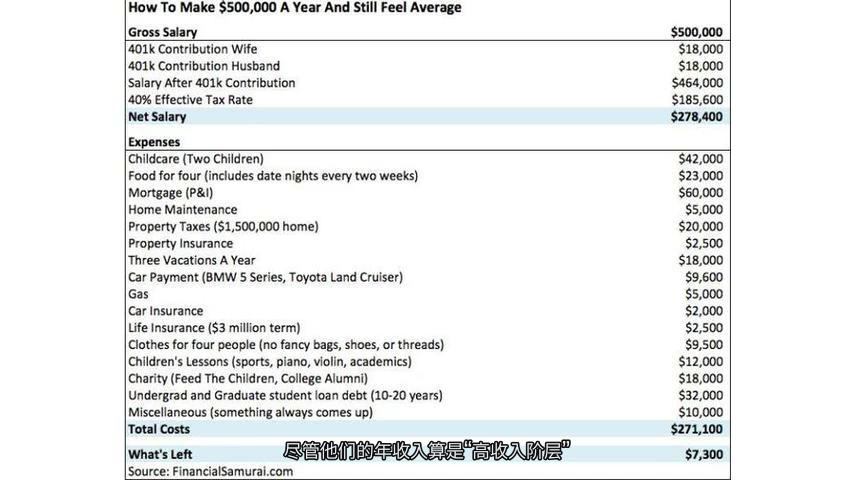 How To Make $500,000 A Year And Still Feel Average
Gross Salary $500,000
401k Contribution Wife $18,000
401k Contribution Husband $18,000
Salary After 401k Contribution $464,000
40% Effective Tax Rate $185,600
Net Salary $278,400
Expenses
Childcare (Two Children) $42,000
Food for four (includes date nights every two weeks) $23,000
Mortgage (P&I) $60,000
Home Maintenance $5,000
Property Taxes ($1,500,000 home) $20,000
Property Insurance $2,500
Three Vacations A Year $18,000
Car Payment (BMW 5 Series, Toyota Land Cruiser) $9,600
Gas $5,000
Car Insurance $2,000
Life Insurance ($3 million term) $2,500
Clothes for four people (no fancy bags, shoes, or threads) $9,500
Children's Lessons (sports, piano, violin, academics) $12,000
Charity (Feed The Children, College Alumni) $18,000
Undergrad and Graduate student loan debt (10-20 years) $32,000
Miscellaneous (something always comes up) $10,000
Total Costs $271,100
尽管他们的年收入算是“高收入阶层”
What's Left $7,300
Source: FinancialSamurai.com